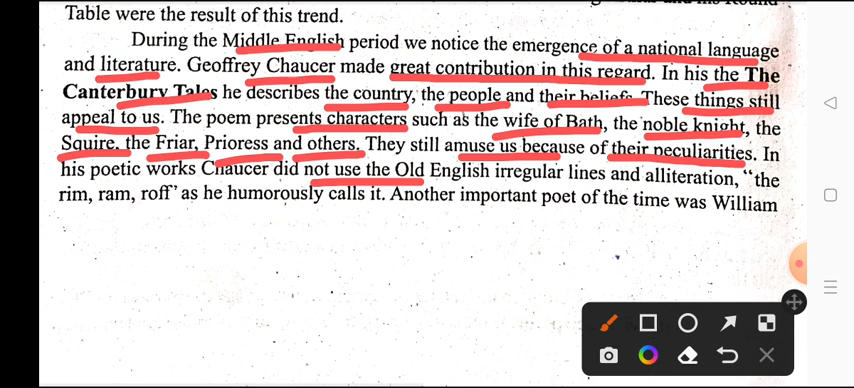 Table were the result of this trend.
During the Middle English period we notice the emergence of a national language
and literature. Geoffrey Chaucer made great contribution in this regard. In his the The
Canterbury Tales he describes the country, the people and their beliefs. These things still
appeal to us. The poem presents characters such as the wife of Bath, the noble knight, the
Squire, the Friar, Prioress and others. They still amuse us because of their peculiarities. In
his poetic works Chaucer did not use the Old English irregular lines and alliteration, “the
rim, ram, roff’ as he humorously calls it. Another important poet of the time was William